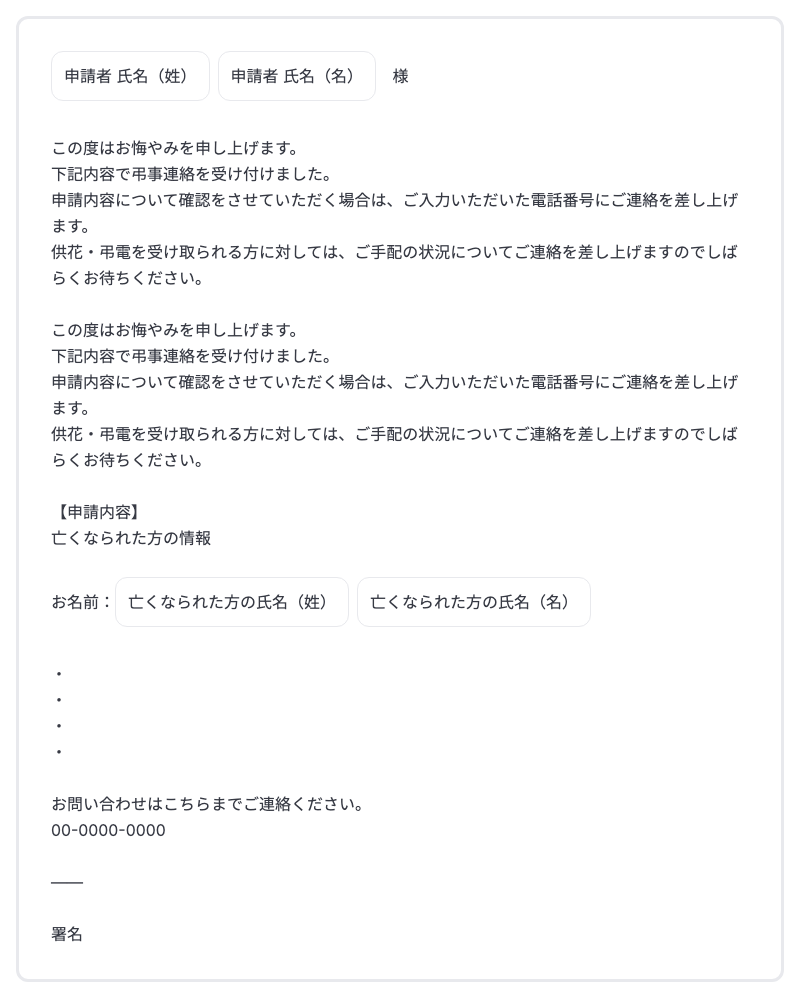 申請者 氏名（姓） 申請者 氏名（名） 様
この度はお悔やみを申し上げます。
下記内容で弔事連絡を受け付けました。
申請内容について確認をさせていただく場合は、ご入力いただいた電話番号にご連絡を差し上げ
ます。
供花・弔電を受け取られる方に対しては、ご手配の状況についてご連絡を差し上げますのでしば
らくお待ちください。
この度はお悔やみを申し上げます。
下記内容で弔事連絡を受け付けました。
申請内容について確認をさせていただく場合は、ご入力いただいた電話番号にご連絡を差し上げ
ます。
供花・弔電を受け取られる方に対しては、ご手配の状況についてご連絡を差し上げますのでしば
らくお待ちください。
【申請内容】
亡くなられた方の情報
お名前：亡くなられた方の氏名（姓） 亡くなられた方の氏名（名）
・
・
・
・
お問い合わせはこちらまでご連絡ください。
00-0000-0000
——
署名